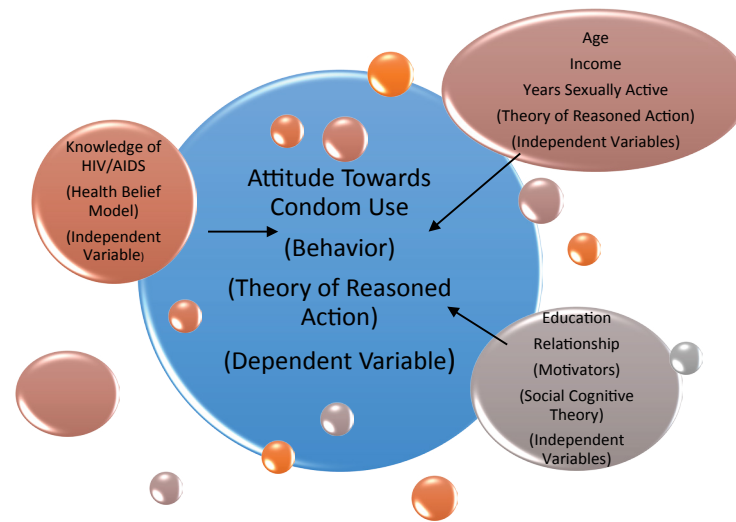 Age
Income
Years Sexually Active
(Theory of Reasoned Action)
(Independent Variables)
Knowledge of
HIV/AIDS
(Health Belief
Model)
(Independent
Variable)
Attitude Towards
Condom Use
(Behavior)
(Theory of Reasoned
Action)
(Dependent Variable)
Education
Relationship
(Motivators)
(Social Cognitive
Theory)
(Independent
Variables)